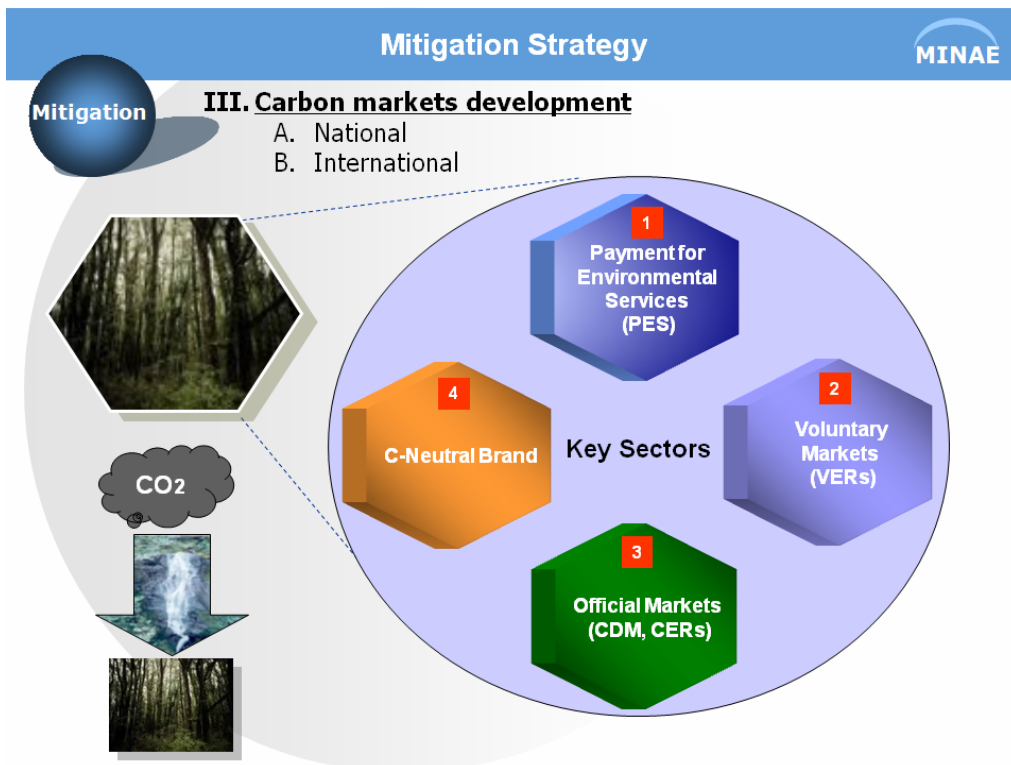 Mitigation Strategy
MINAE
Mitigation
III. Carbon markets development
A. National
B. International
1
Payment for
Environmental
Services
(PES)
4
C-Neutral Brand
Key Sectors
2
Voluntary
Markets
(VERs)
CO2
3
Official Markets
(CDM, CERs)